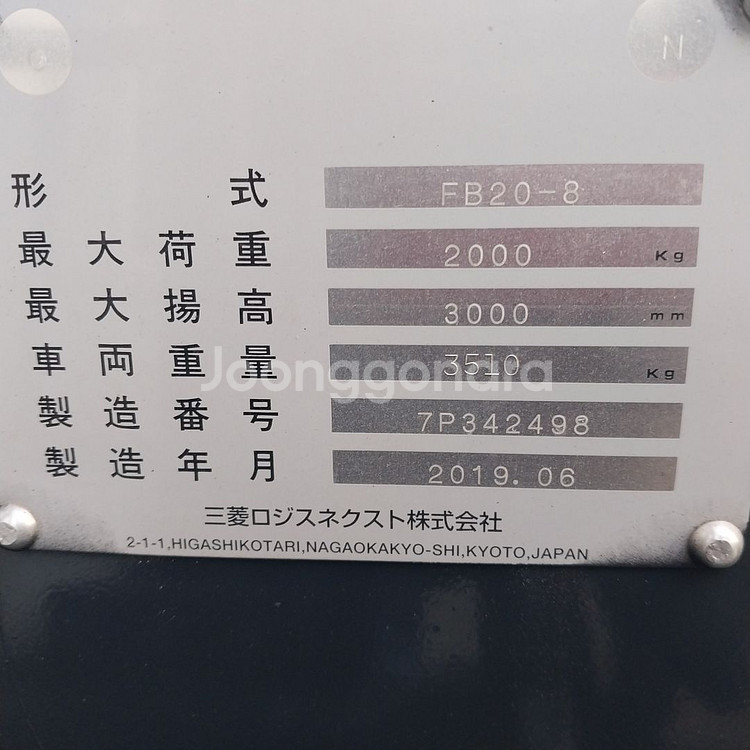 N
形式 FB20-8
最大荷重 2000 Kg
最大揚高 3000 mm
車両重量 3510 Kg
Joonggonara
製造番号 7P342498
製造年月 2019.06
三菱ロジスネクスト株式会社
2-1-1,HIGASHIKOTARI,NAGAOKAKYO-SHI,KYOTO,JAPAN